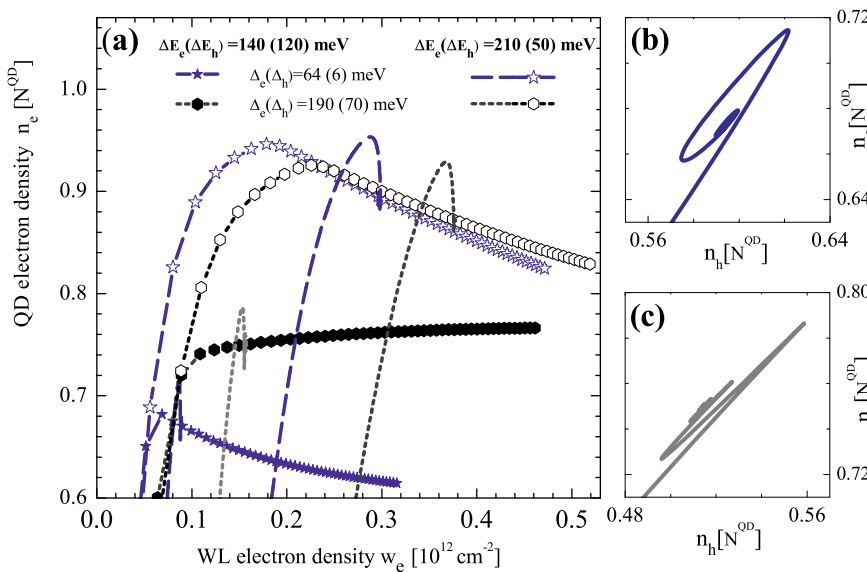 (a)
ΔE_e(ΔE_h) =140 (120) meV
ΔE_e(ΔE_h) =210 (50) meV
Δ_e(Δ_h)=64 (6) meV
Δ_e(Δ_h)=190 (70) meV
QD electron density n_e [N^QD]
1.0
0.9
0.8
0.7
0.6
0.0
0.1
0.2
0.3
0.4
0.5
WL electron density w_e [10^12 cm^-2]
(b)
0.72
n [N^QD]
0.64
0.56
0.64
n_h[N^QD]
(c)
0.80
n [N^QD]
0.72
0.48
0.56
n_h[N^QD]